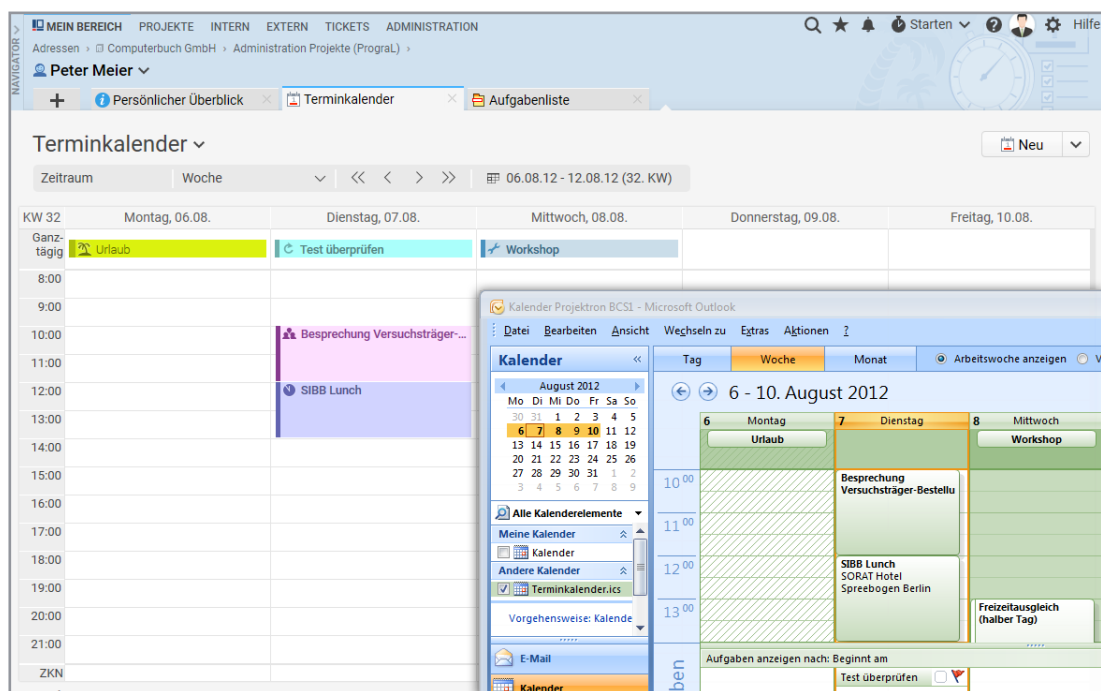 MEIN BEREICH PROJEKTE INTERN EXTERN TICKETS ADMINISTRATION Starten Hilfe
NAVIGATOR
Adressen › Computerbuch GmbH › Administration Projekte (PrograL) ›
Peter Meier
Persönlicher Überblick Terminkalender Aufgabenliste
Terminkalender
Neu
Zeitraum Woche 06.08.12 - 12.08.12 (32. KW)
KW 32 Montag, 06.08. Dienstag, 07.08. Mittwoch, 08.08. Donnerstag, 09.08. Freitag, 10.08.
Ganz-
tägig Urlaub Test überprüfen Workshop
8:00
9:00
10:00 Besprechung Versuchsträger-...
11:00
12:00 SIBB Lunch
13:00
14:00
15:00
16:00
17:00
18:00
19:00
20:00
21:00
ZKN
Kalender Projektron BCS1 - Microsoft Outlook
Datei Bearbeiten Ansicht Wechseln zu Extras Aktionen ?
Kalender «
Tag Woche Monat Arbeitswoche anzeigen
August 2012
Mo Di Mi Do Fr Sa So
30 31 1 2 3 4 5
6 7 8 9 10 11 12
13 14 15 16 17 18 19
20 21 22 23 24 25 26
27 28 29 30 31 1 2
3 4 5 6 7 8 9
Alle Kalenderelemente
Meine Kalender
Kalender
Andere Kalender
Terminkalender.ics
Vorgehensweise: Kalende
E-Mail
Kalender
6 - 10. August 2012
6 Montag 7 Dienstag 8 Mittwoch
Urlaub Workshop
10 00
Besprechung
Versuchsträger-Bestellu
11 00
12 00
SIBB Lunch
SORAT Hotel
Spreebogen Berlin
13 00
Freizeitausgleich
(halber Tag)
Aufgaben anzeigen nach: Beginnt am
Test überprüfen